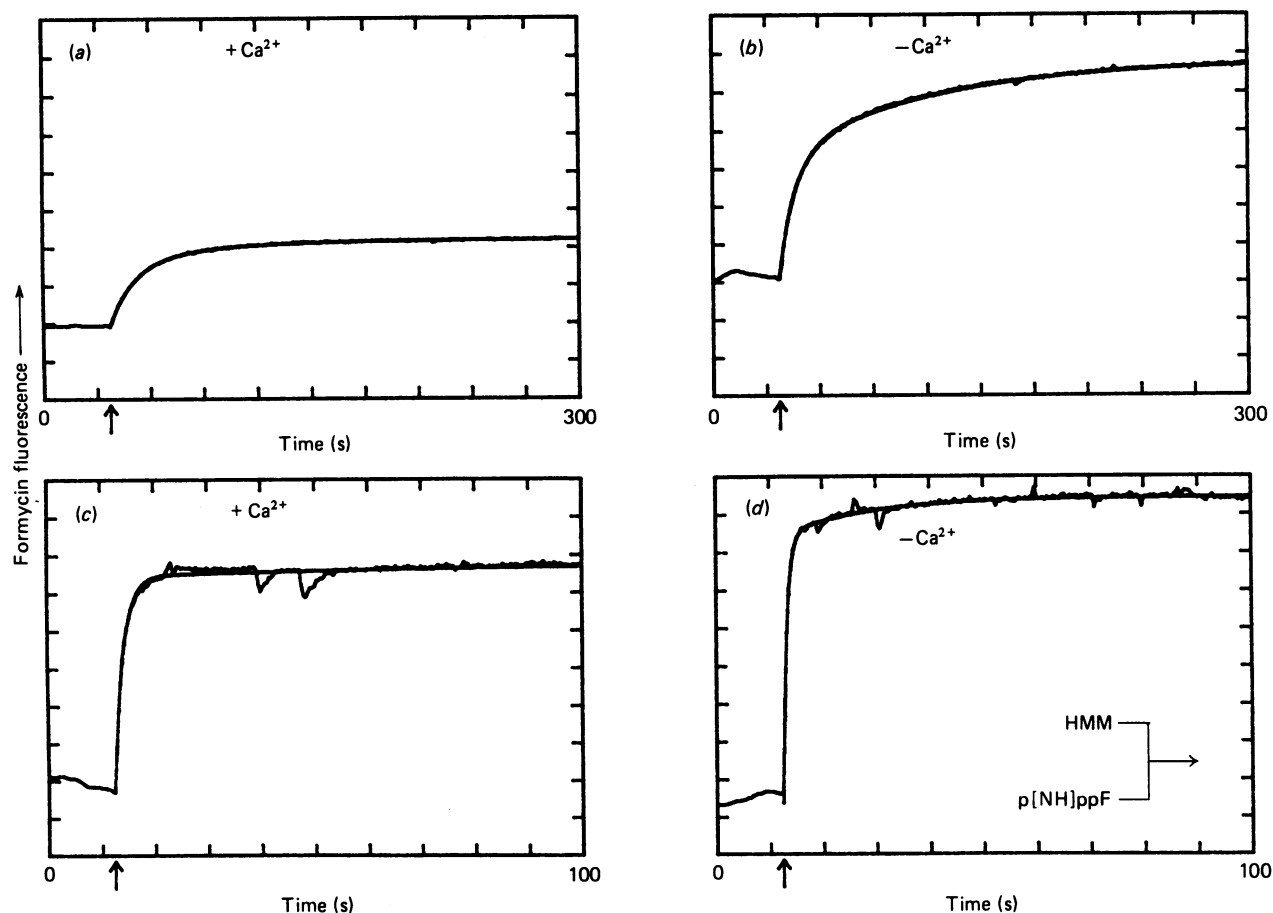 (a)
+Ca²⁺
(b)
−Ca²⁺
0
300
Time (s)
0
300
Time (s)
Formycin fluorescence
(c)
+Ca²⁺
(d)
−Ca²⁺
HMM
p[NH]ppF
0
100
Time (s)
0
100
Time (s)